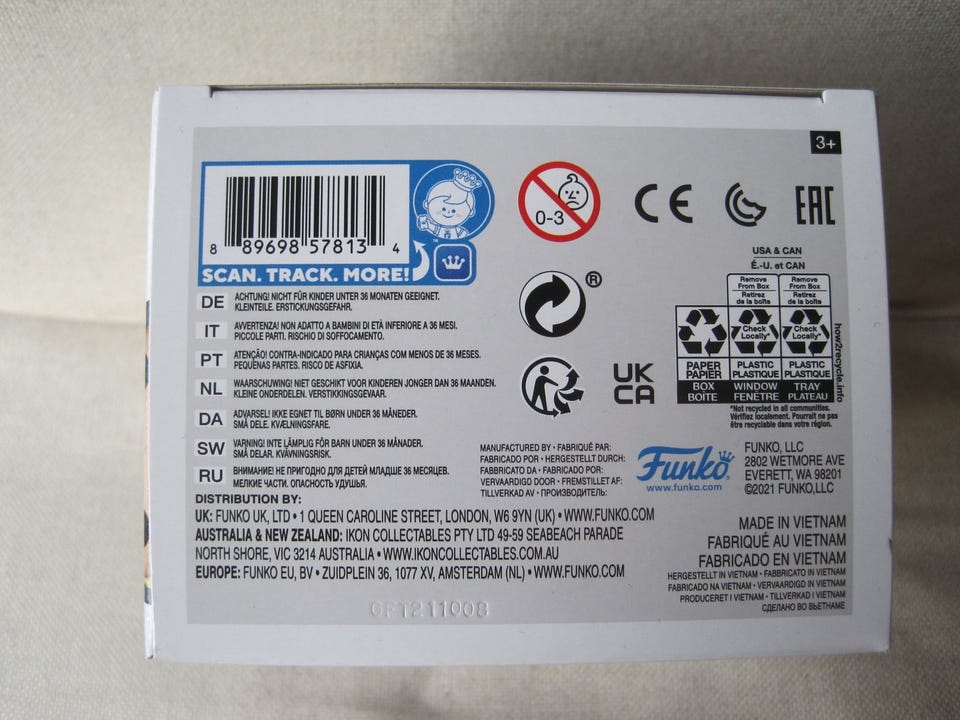 3+
8 89698 57813 4
SCAN. TRACK. MORE!
0-3
CE
EAC
DE ACHTUNG! NICHT FÜR KINDER UNTER 36 MONATEN GEEIGNET.
KLEINTEILE. ERSTICKUNGSGEFAHR.
IT AVVERTENZA! NON ADATTO A BAMBINI DI ETÀ INFERIORE A 36 MESI.
PICCOLE PARTI. RISCHIO DI SOFFOCAMENTO.
PT ATENÇÃO! CONTRA-INDICADO PARA CRIANÇAS COM MENOS DE 36 MESES.
PEQUENAS PARTES. RISCO DE ASFIXIA.
NL WAARSCHUWING! NIET GESCHIKT VOOR KINDEREN JONGER DAN 36 MAANDEN.
KLEINE ONDERDELEN. VERSTIKKINGSGEVAAR.
DA ADVARSEL! IKKE EGNET TIL BØRN UNDER 36 MÅNEDER.
SMÅ DELE. KVÆLNINGSFARE.
SW VARNING! INTE LÄMPLIG FÖR BARN UNDER 36 MÅNADER.
SMÅ DELAR. KVÄVNINGSFARA.
RU ВНИМАНИЕ! НЕ ПРИГОДНО ДЛЯ ДЕТЕЙ МЛАДШЕ 36 МЕСЯЦЕВ.
МЕЛКИЕ ЧАСТИ. ОПАСНОСТЬ УДУШЬЯ.
®
UK
CA
USA & CAN
É.-U. et CAN
Remove From Box
Retirez de la boîte
Remove From Box
Retirez de la boîte
Check Locally*
Check Locally*
PAPER PAPIER
PLASTIC PLASTIQUE
PLASTIC PLASTIQUE
BOX BOÎTE
WINDOW FENÊTRE
TRAY PLATEAU
how2recycle.info
*Not recycled in all communities.
Vérifiez localement. Pourrait ne pas
être recyclable dans votre région.
MANUFACTURED BY • FABRIQUÉ PAR:
FABRICADO POR • HERGESTELLT DURCH:
FABBRICATO DA • FABRICADO POR:
VERVAARDIGD DOOR • FREMSTILLET AF:
TILLVERKAD AV • ПРОИЗВОДИТЕЛЬ:
Funko®
www.funko.com
FUNKO, LLC
2802 WETMORE AVE
EVERETT, WA 98201
©2021 FUNKO,LLC
DISTRIBUTION BY:
UK: FUNKO UK, LTD • 1 QUEEN CAROLINE STREET, LONDON, W6 9YN (UK) • WWW.FUNKO.COM
AUSTRALIA & NEW ZEALAND: IKON COLLECTABLES PTY LTD 49-59 SEABEACH PARADE
NORTH SHORE, VIC 3214 AUSTRALIA • WWW.IKONCOLLECTABLES.COM.AU
EUROPE: FUNKO EU, BV • ZUIDPLEIN 36, 1077 XV, AMSTERDAM (NL) • WWW.FUNKO.COM
MADE IN VIETNAM
FABRIQUÉ AU VIETNAM
FABRICADO EN VIETNAM
HERGESTELLT IN VIETNAM • FABBRICATO IN VIETNAM
FABRICADO NA VIETNAM • VERVAARDIGD IN VIETNAM
PRODUCERET I VIETNAM • TILLVERKAD I VIETNAM
СДЕЛАНО ВО ВЬЕТНАМЕ